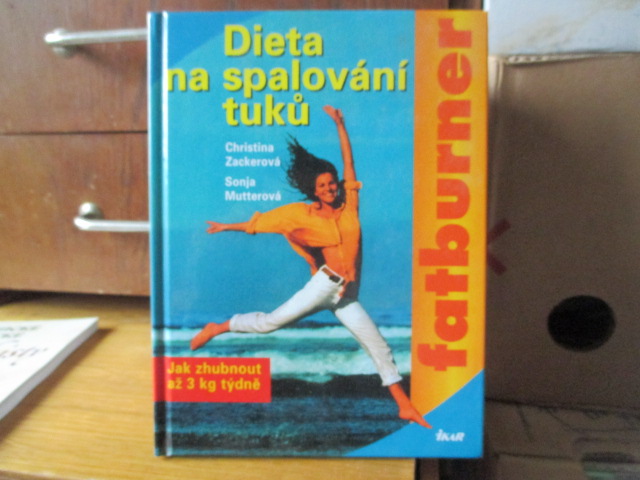 Dieta
na spalování
tuků
Christina
Zackerová
Sonja
Mutterová
fatburner
Jak zhubnout
až 3 kg týdně
IKAR